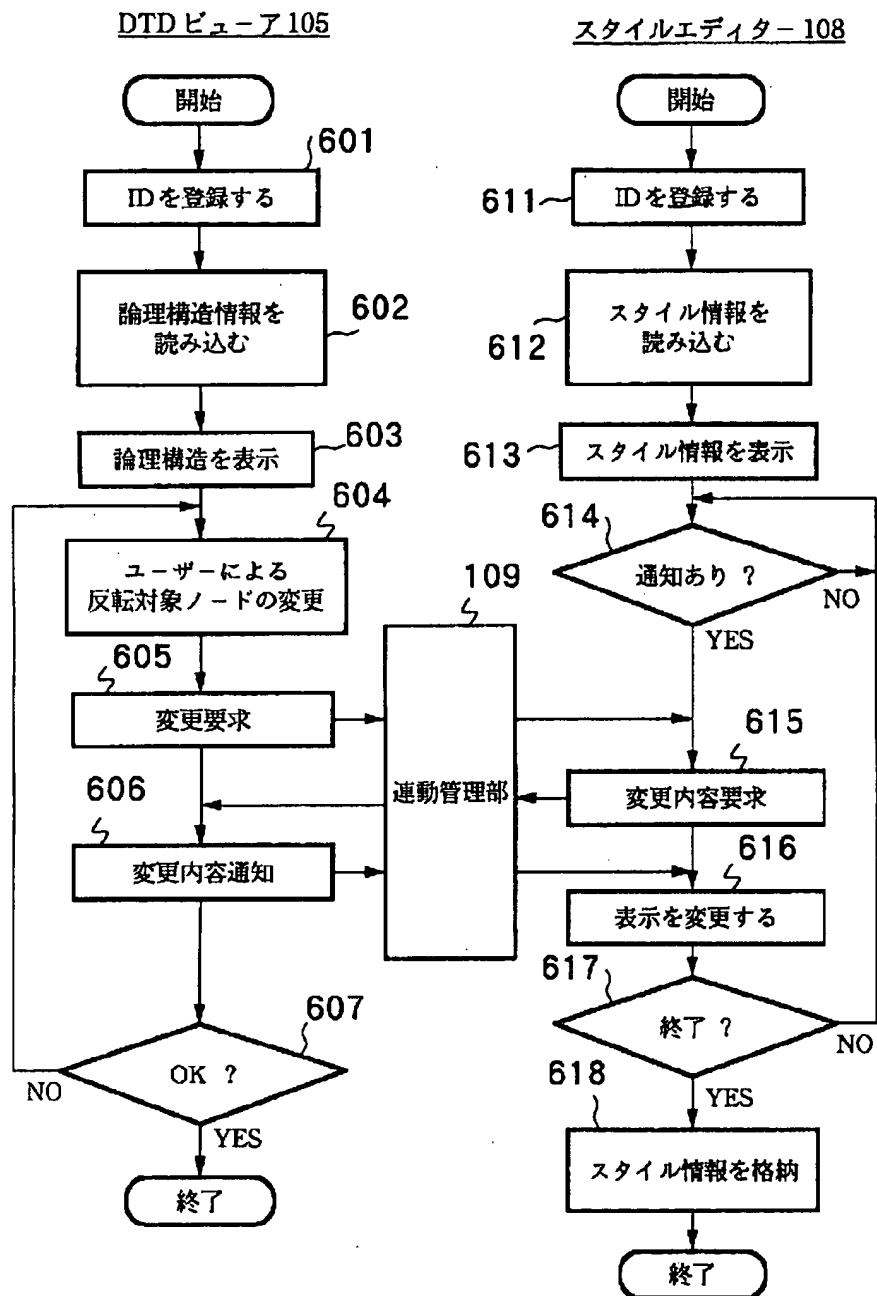 DTDビューア105
開始
601
IDを登録する
論理構造情報を
読み込む
602
603
論理構造を表示
604
ユーザーによる
反転対象ノードの変更
605
変更要求
606
変更内容通知
607
OK ?
NO
YES
終了
109
連動管理部
スタイルエディター108
開始
611
IDを登録する
スタイル情報を
読み込む
612
613
スタイル情報を表示
614
通知あり ?
NO
YES
615
変更内容要求
616
表示を変更する
617
終了 ?
NO
YES
618
スタイル情報を格納
終了